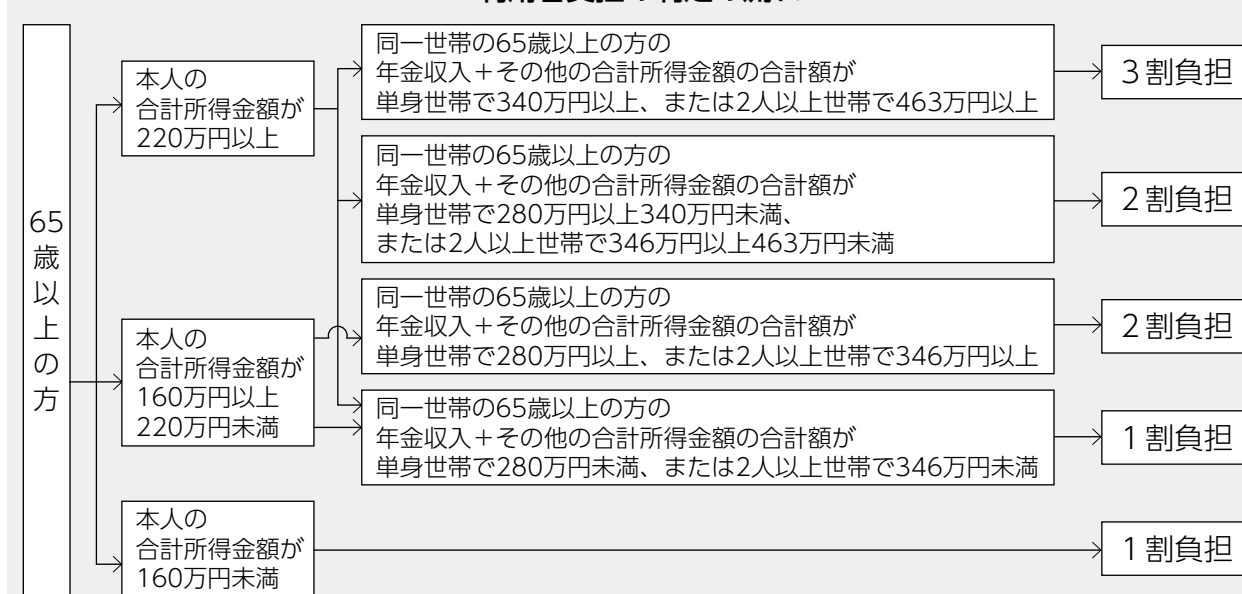 65歳以上の方
本人の
合計所得金額が
220万円以上
同一世帯の65歳以上の方の
年金収入＋その他の合計所得金額の合計額が
単身世帯で340万円以上、または2人以上世帯で463万円以上
3割負担
同一世帯の65歳以上の方の
年金収入＋その他の合計所得金額の合計額が
単身世帯で280万円以上340万円未満、
または2人以上世帯で346万円以上463万円未満
2割負担
本人の
合計所得金額が
160万円以上
220万円未満
同一世帯の65歳以上の方の
年金収入＋その他の合計所得金額の合計額が
単身世帯で280万円以上、または2人以上世帯で346万円以上
2割負担
同一世帯の65歳以上の方の
年金収入＋その他の合計所得金額の合計額が
単身世帯で280万円未満、または2人以上世帯で346万円未満
1割負担
本人の
合計所得金額が
160万円未満
1割負担